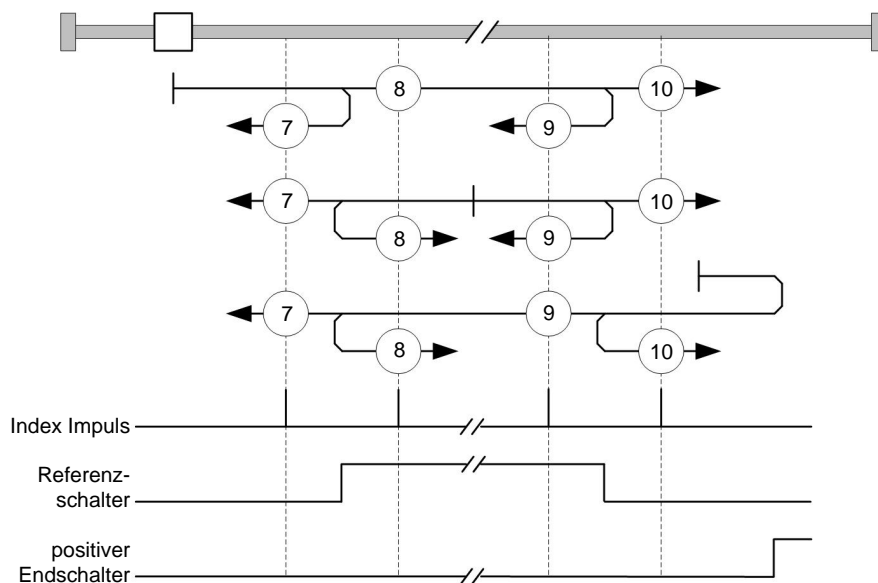 8
10
7
9
7
10
8
9
7
9
8
10
Index Impuls
Referenz-
schalter
positiver
Endschalter